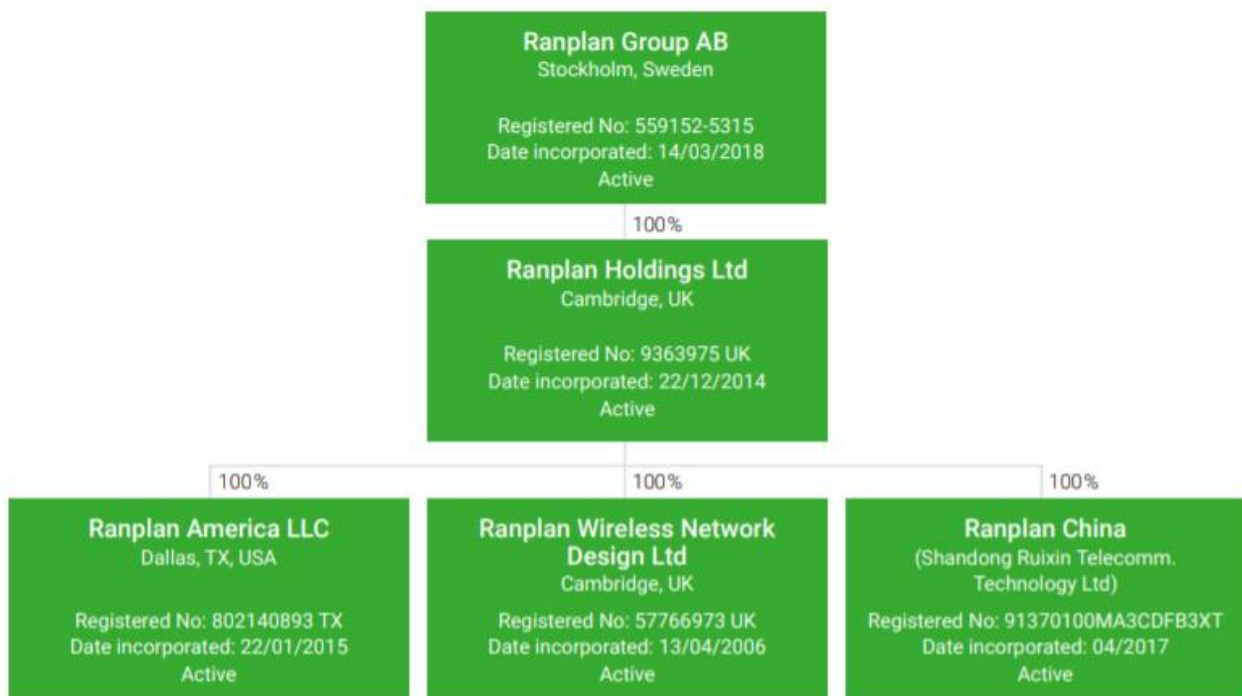 Ranplan Group AB
Stockholm, Sweden
Registered No: 559152-5315
Date incorporated: 14/03/2018
Active
100%
Ranplan Holdings Ltd
Cambridge, UK
Registered No: 9363975 UK
Date incorporated: 22/12/2014
Active
100%
Ranplan America LLC
Dallas, TX, USA
Registered No: 802140893 TX
Date incorporated: 22/01/2015
Active
100%
Ranplan Wireless Network
Design Ltd
Cambridge, UK
Registered No: 57766973 UK
Date incorporated: 13/04/2006
Active
100%
Ranplan China
(Shandong Ruixin Telecomm.
Technology Ltd)
Registered No: 91370100MA3CDFB3XT
Date incorporated: 04/2017
Active